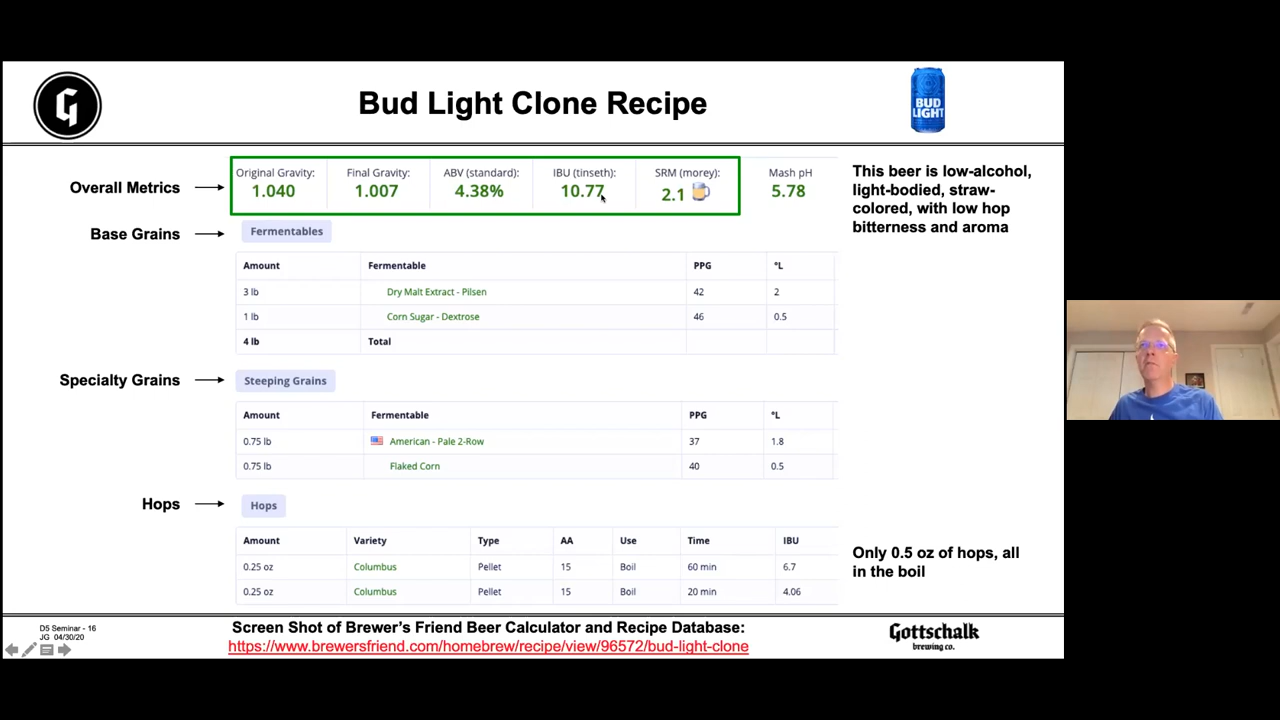 G
Bud Light Clone Recipe
BUD
LIGHT
Overall Metrics
Original Gravity: Final Gravity: ABV (standard): IBU (tinseth): SRM (morey): Mash pH
1.040 1.007 4.38% 10.77 2.1 5.78
This beer is low-alcohol,
light-bodied, straw-
colored, with low hop
bitterness and aroma
Base Grains
Fermentables
Amount Fermentable PPG °L
3 lb Dry Malt Extract - Pilsen 42 2
1 lb Corn Sugar - Dextrose 46 0.5
4 lb Total
Specialty Grains
Steeping Grains
Amount Fermentable PPG °L
0.75 lb American - Pale 2-Row 37 1.8
0.75 lb Flaked Corn 40 0.5
Hops
Hops
Amount Variety Type AA Use Time IBU
0.25 oz Columbus Pellet 15 Boil 60 min 6.7
0.25 oz Columbus Pellet 15 Boil 20 min 4.06
Only 0.5 oz of hops, all
in the boil
D5 Seminar - 16
JG 04/30/20
Screen Shot of Brewer's Friend Beer Calculator and Recipe Database:
https://www.brewersfriend.com/homebrew/recipe/view/96572/bud-light-clone
Gottschalk
brewing co.